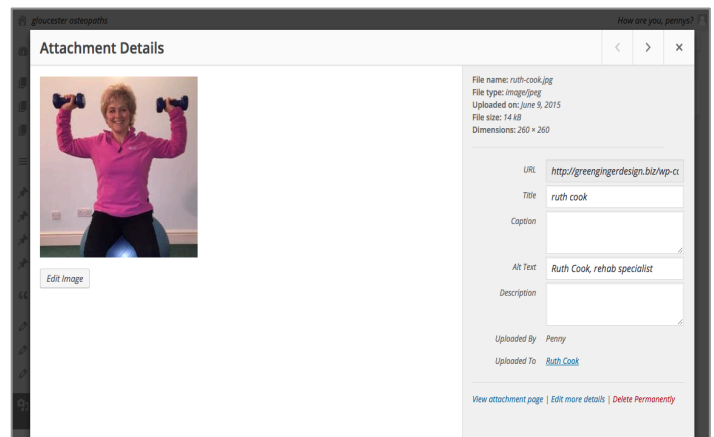 gloucester osteopaths
How are you, pennys?
Attachment Details
File name: ruth-cook.jpg
File type: image/jpeg
Uploaded on: June 9, 2015
File size: 14 kB
Dimensions: 260 × 260
URL http://greengingerdesign.biz/wp-co
Title ruth cook
Caption
Alt Text Ruth Cook, rehab specialist
Description
Edit Image
Uploaded By Penny
Uploaded To Ruth Cook
View attachment page | Edit more details | Delete Permanently